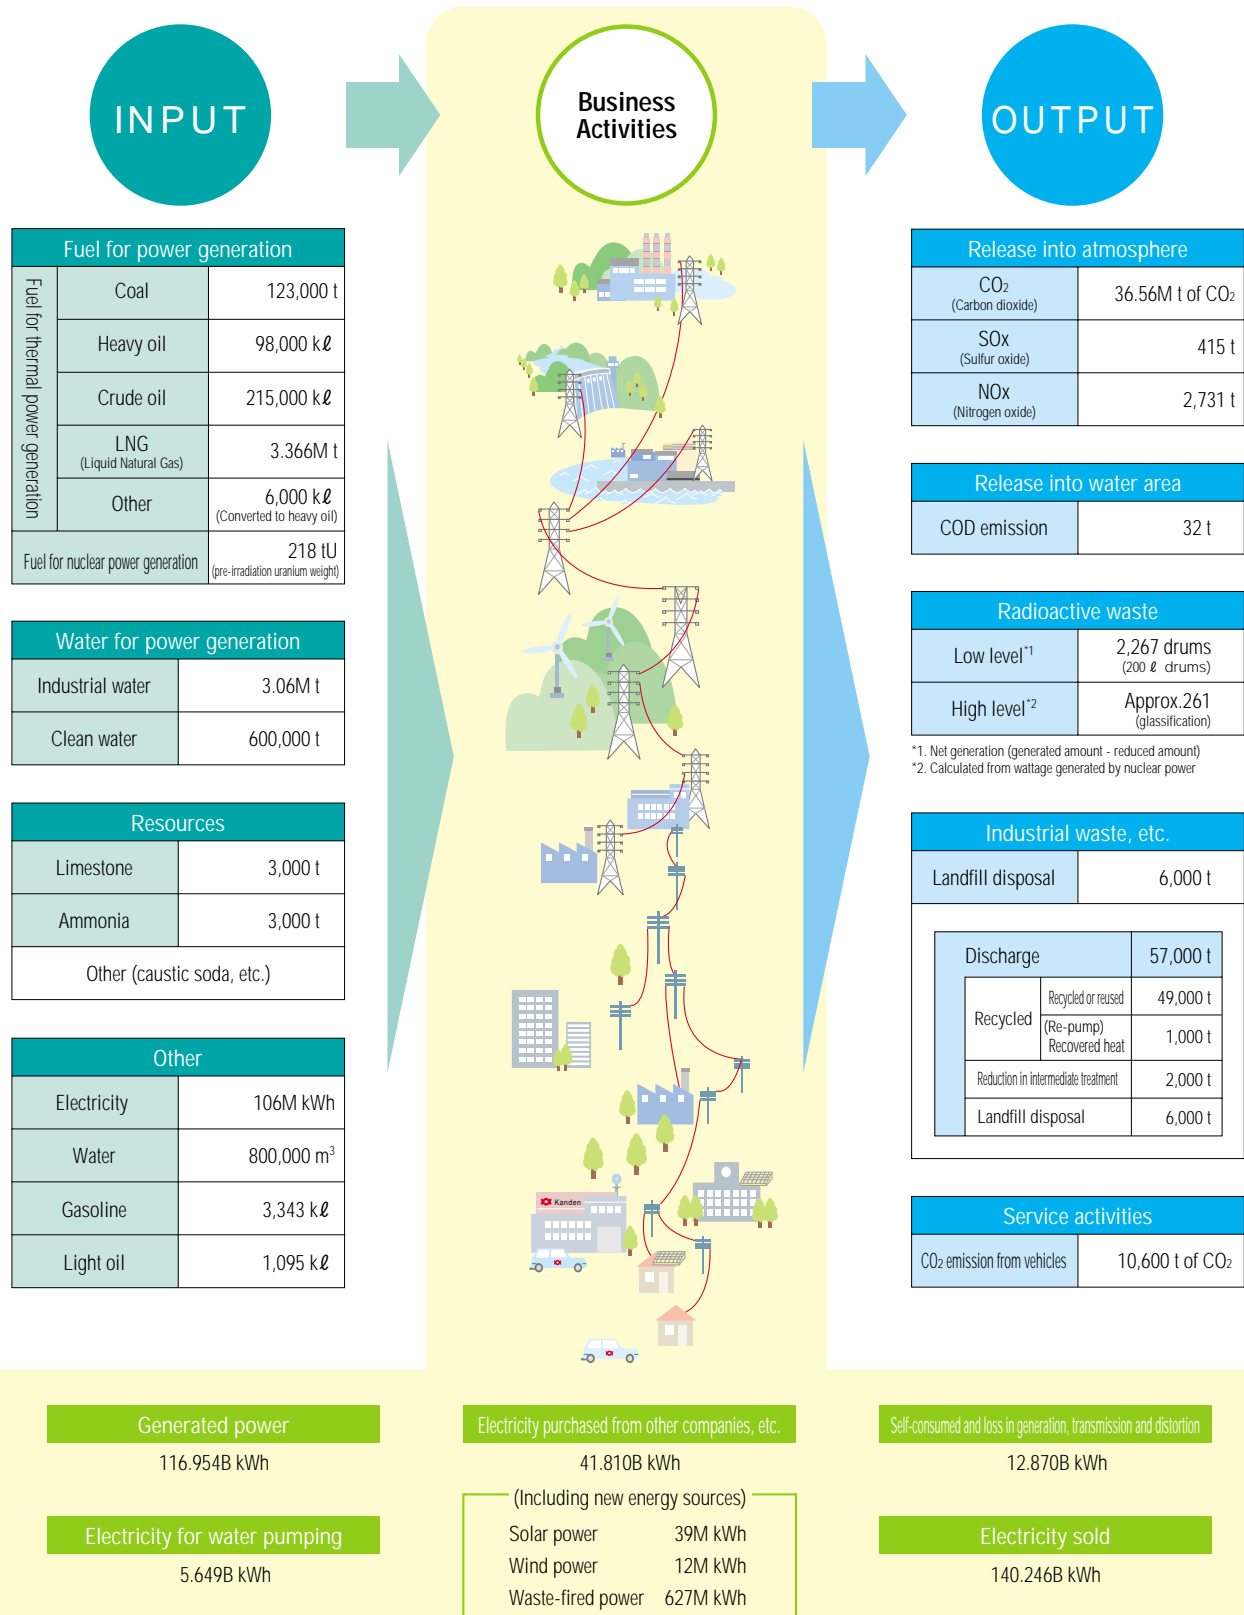 INPUT
Business
Activities
OUTPUT
Fuel for power generation
Fuel for thermal power generation
Coal 123,000 t
Heavy oil 98,000 kℓ
Crude oil 215,000 kℓ
LNG
(Liquid Natural Gas)
3.366M t
Other 6,000 kℓ
(Converted to heavy oil)
Fuel for nuclear power generation 218 tU
(pre-irradiation uranium weight)
Water for power generation
Industrial water 3.06M t
Clean water 600,000 t
Resources
Limestone 3,000 t
Ammonia 3,000 t
Other (caustic soda, etc.)
Other
Electricity 106M kWh
Water 800,000 m³
Gasoline 3,343 kℓ
Light oil 1,095 kℓ
Kanden
Release into atmosphere
CO₂
(Carbon dioxide)
36.56M t of CO₂
SOx
(Sulfur oxide)
415 t
NOx
(Nitrogen oxide)
2,731 t
Release into water area
COD emission 32 t
Radioactive waste
Low level*1 2,267 drums
(200 ℓ drums)
High level*2 Approx.261
(glassification)
*1. Net generation (generated amount - reduced amount)
*2. Calculated from wattage generated by nuclear power
Industrial waste, etc.
Landfill disposal 6,000 t
Discharge 57,000 t
Recycled
Recycled or reused 49,000 t
(Re-pump)
Recovered heat
1,000 t
Reduction in intermediate treatment 2,000 t
Landfill disposal 6,000 t
Service activities
CO₂ emission from vehicles 10,600 t of CO₂
Generated power
116.954B kWh
Electricity for water pumping
5.649B kWh
Electricity purchased from other companies, etc.
41.810B kWh
(Including new energy sources)
Solar power 39M kWh
Wind power 12M kWh
Waste-fired power 627M kWh
Self-consumed and loss in generation, transmission and distortion
12.870B kWh
Electricity sold
140.246B kWh